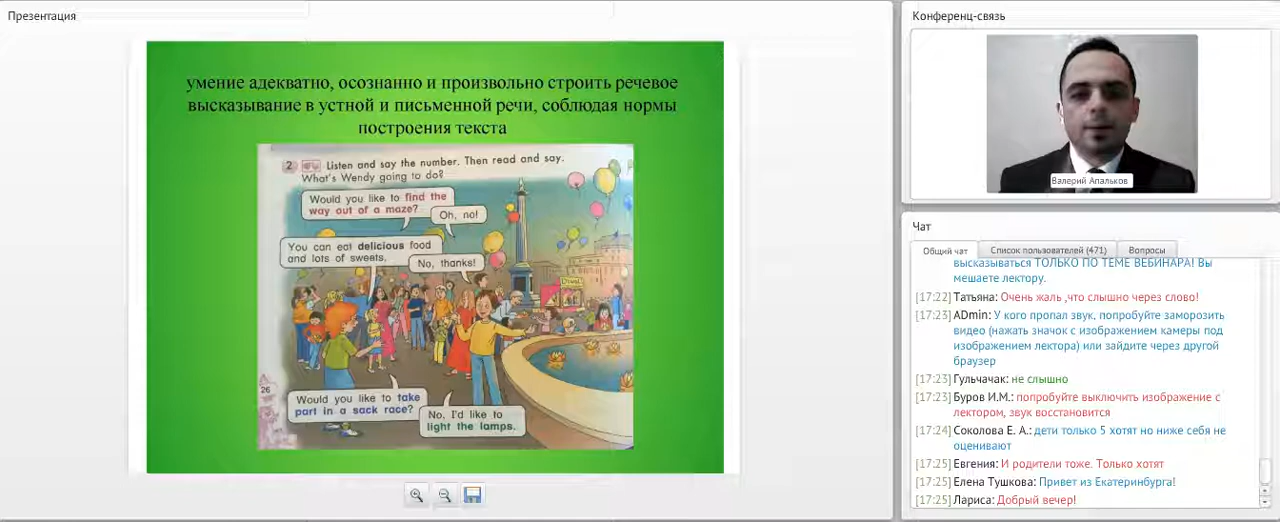 Презентация
умение адекватно, осознанно и произвольно строить речевое
высказывание в устной и письменной речи, соблюдая нормы
построения текста
2 Listen and say the number. Then read and say.
What's Wendy going to do?
Would you like to find the
way out of a maze?
Oh, no!
You can eat delicious food
and lots of sweets.
No, thanks!
26
Would you like to take
part in a sack race?
No, I'd like to
light the lamps.
Конференц-связь
Валерий Апальков
Чат
Общий чат
Список пользователей (471)
Вопросы
высказываться ТОЛЬКО ПО ТЕМЕ ВЕБИНАРА! Вы
мешаете лектору.
[17:22] Татьяна: Очень жаль ,что слышно через слово!
[17:23] ADmin: У кого пропал звук, попробуйте заморозить
видео (нажать значок с изображением камеры под
изображением лектора) или зайдите через другой
браузер
[17:23] Гульчачак: не слышно
[17:23] Буров И.М.: попробуйте выключить изображение с
лектором, звук восстановится
[17:24] Соколова Е. А.: дети только 5 хотят но ниже себя не
оценивают
[17:25] Евгения: И родители тоже. Только хотят
[17:25] Елена Тушкова: Привет из Екатеринбурга!
[17:25] Лариса: Добрый вечер!